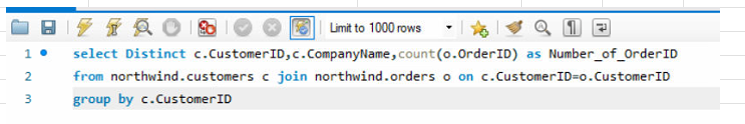 Limit to 1000 rows
1 select Distinct c.CustomerID,c.CompanyName,count(o.OrderID) as Number_of_OrderID
2 from northwind.customers c join northwind.orders o on c.CustomerID=o.CustomerID
3 group by c.CustomerID